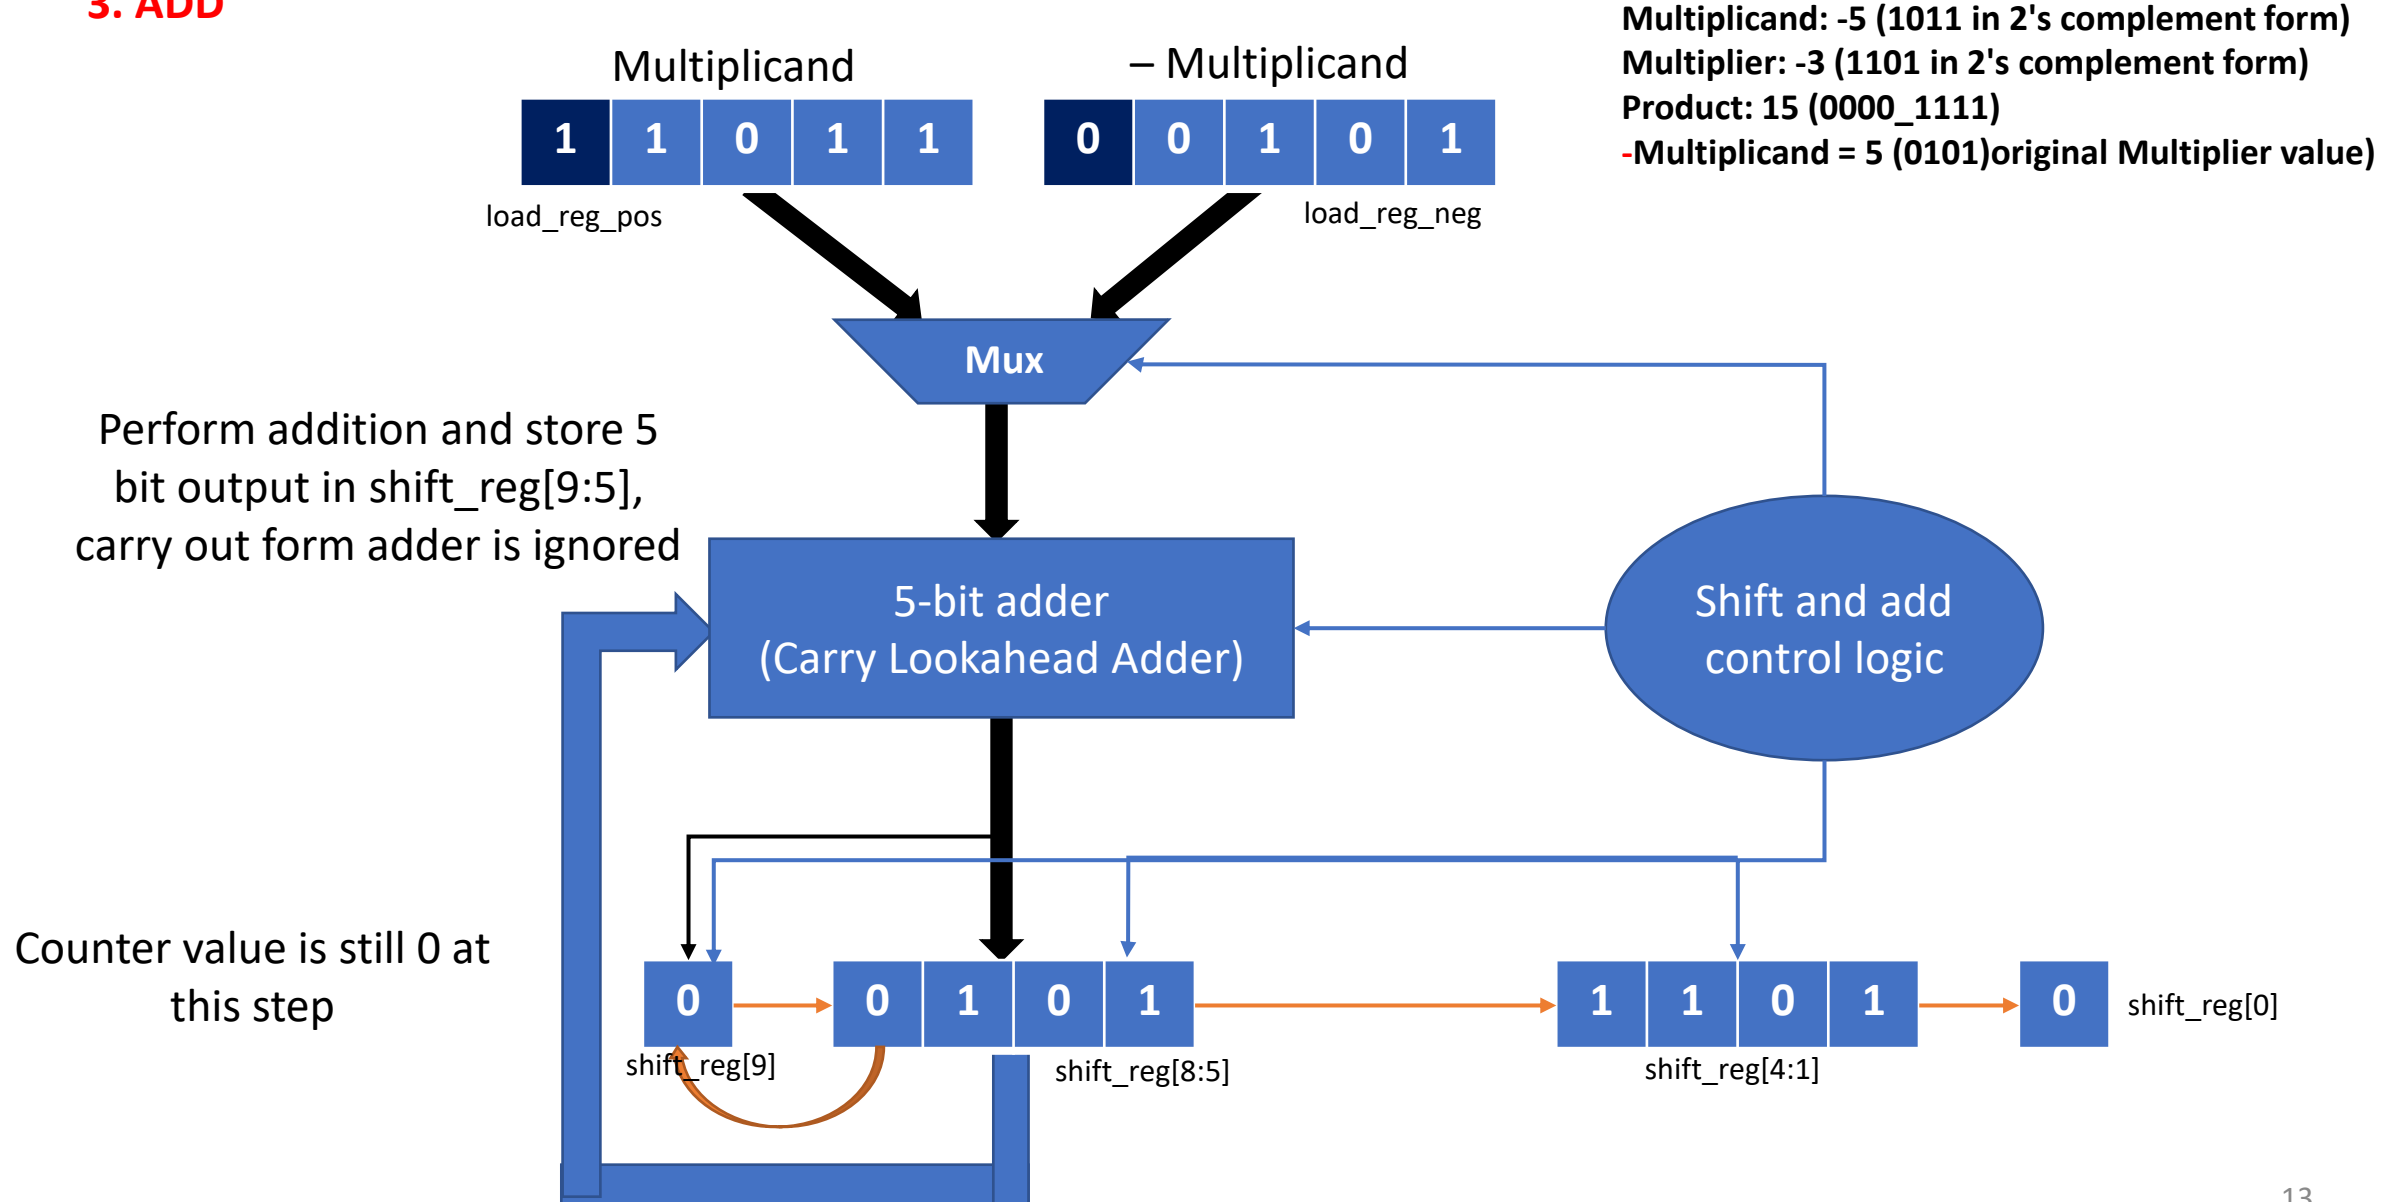 3. ADD
Multiplicand: -5 (1011 in 2's complement form)
Multiplier: -3 (1101 in 2's complement form)
Product: 15 (0000_1111)
-Multiplicand = 5 (0101)original Multiplier value)
Multiplicand
– Multiplicand
1 1 0 1 1
0 0 1 0 1
load_reg_pos
load_reg_neg
Mux
Perform addition and store 5
bit output in shift_reg[9:5],
carry out form adder is ignored
5-bit adder
(Carry Lookahead Adder)
Shift and add
control logic
Counter value is still 0 at
this step
0
0 1 0 1
1 1 0 1
0
shift_reg[0]
shift_reg[9]
shift_reg[8:5]
shift_reg[4:1]
13